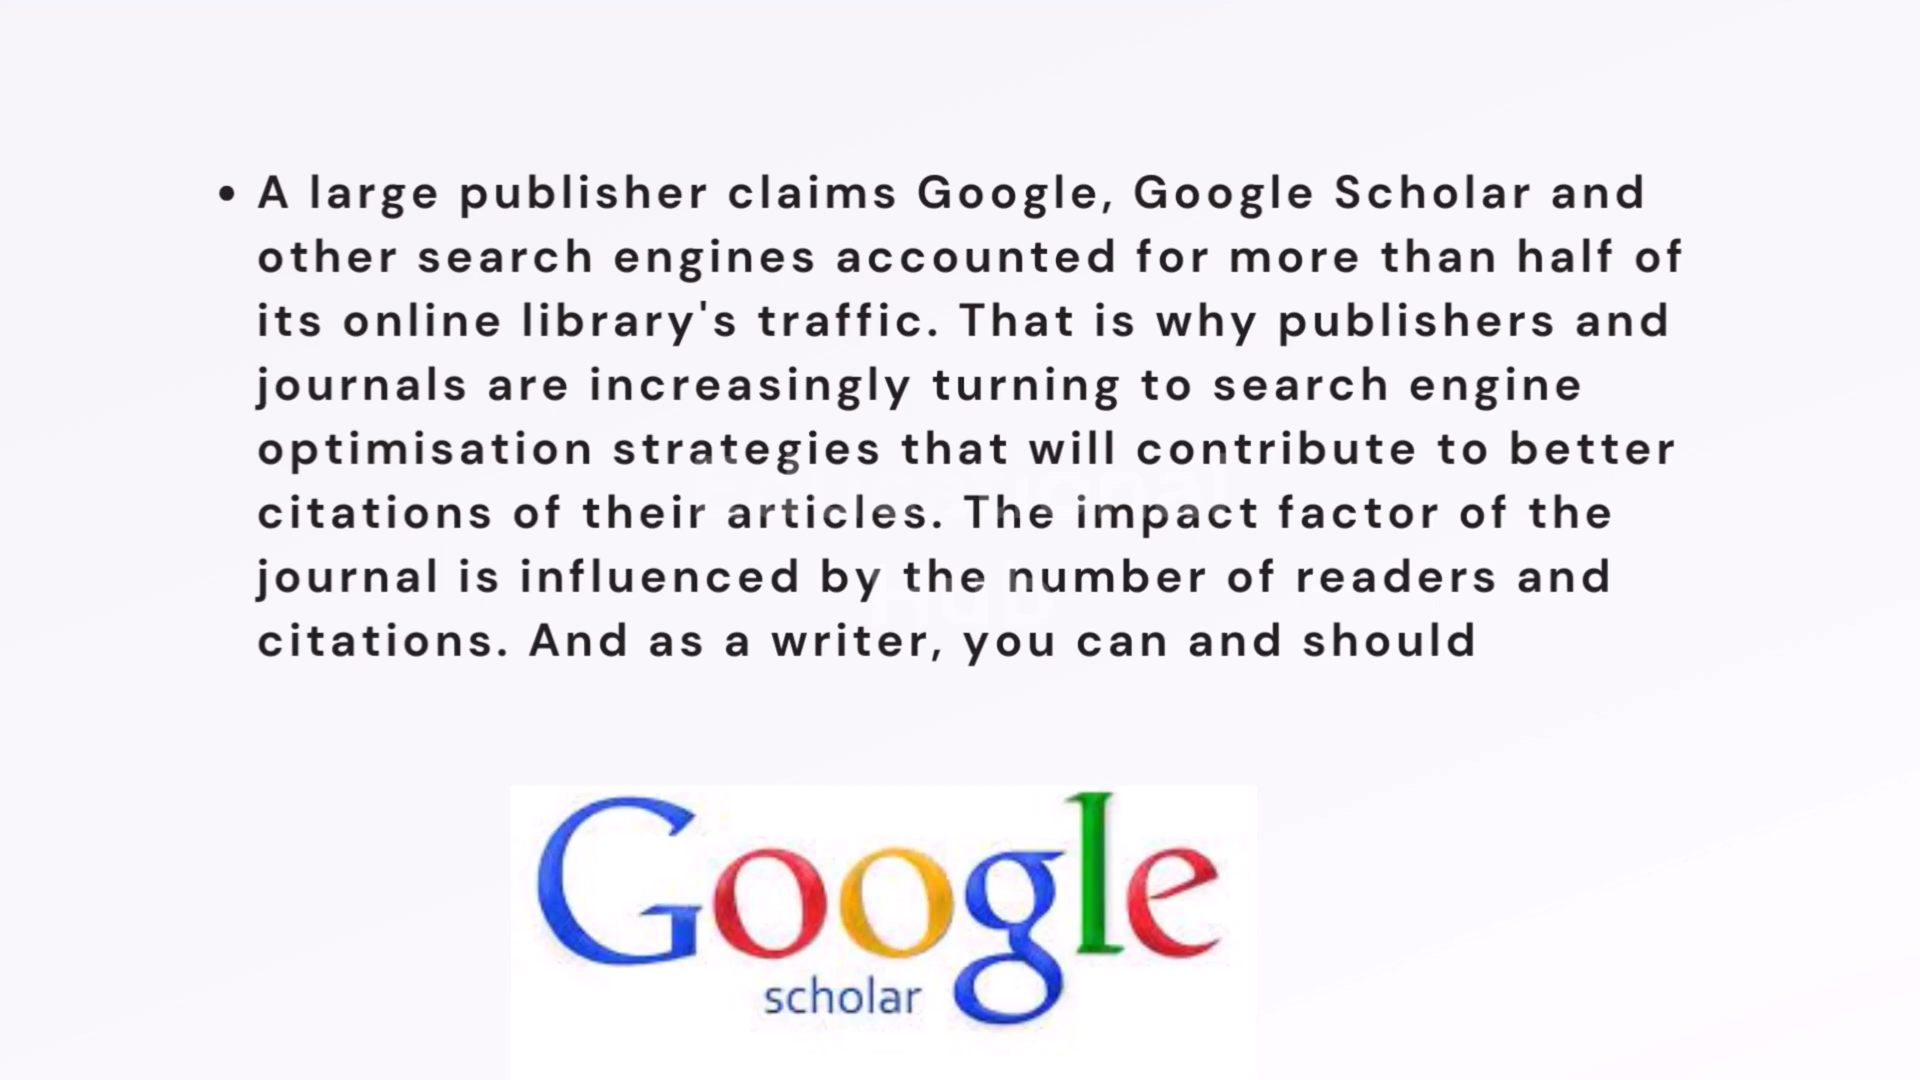 • A large publisher claims Google, Google Scholar and
other search engines accounted for more than half of
its online library's traffic. That is why publishers and
journals are increasingly turning to search engine
optimisation strategies that will contribute to better
citations of their articles. The impact factor of the
journal is influenced by the number of readers and
citations. And as a writer, you can and should
Educational
Hub
Google
scholar